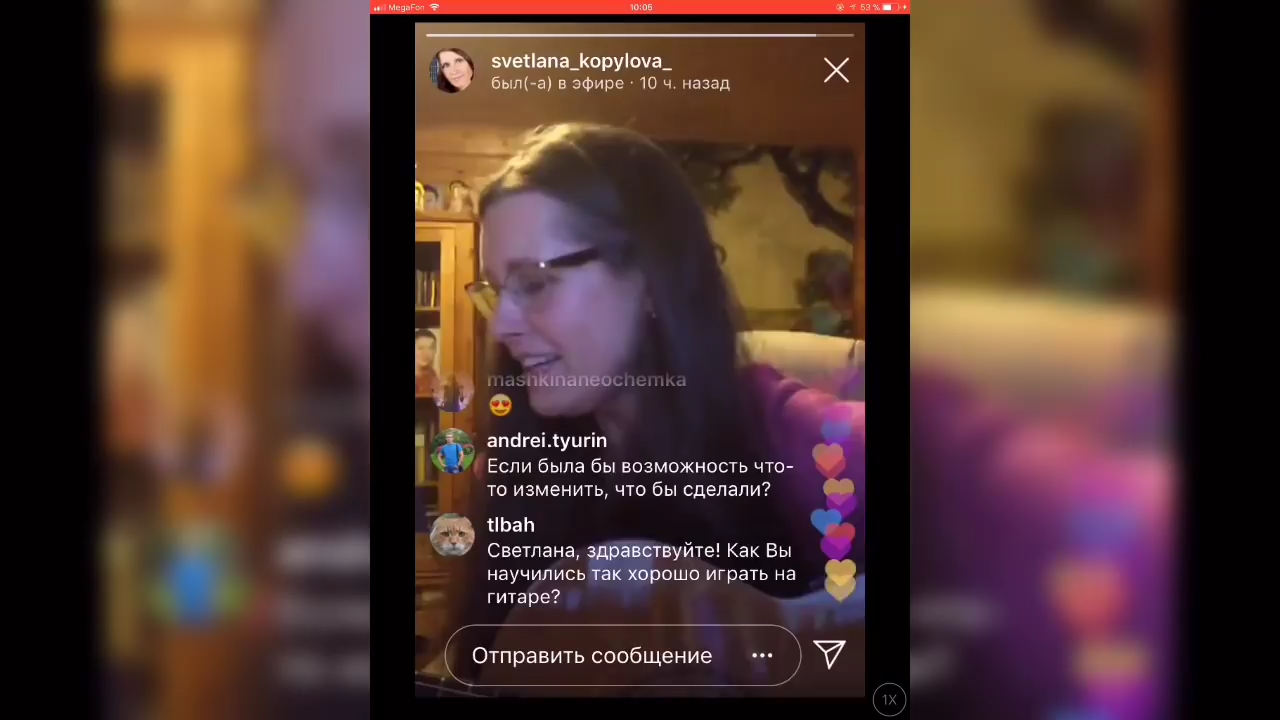 MegaFon
10:05
53 %
svetlana_kopylova_
был(-а) в эфире · 10 ч. назад
mashkinaneochemka
😍
andrei.tyurin
Если была бы возможность что-
то изменить, что бы сделали?
tlbah
Светлана, здравствуйте! Как Вы
научились так хорошо играть на
гитаре?
Отправить сообщение
1X